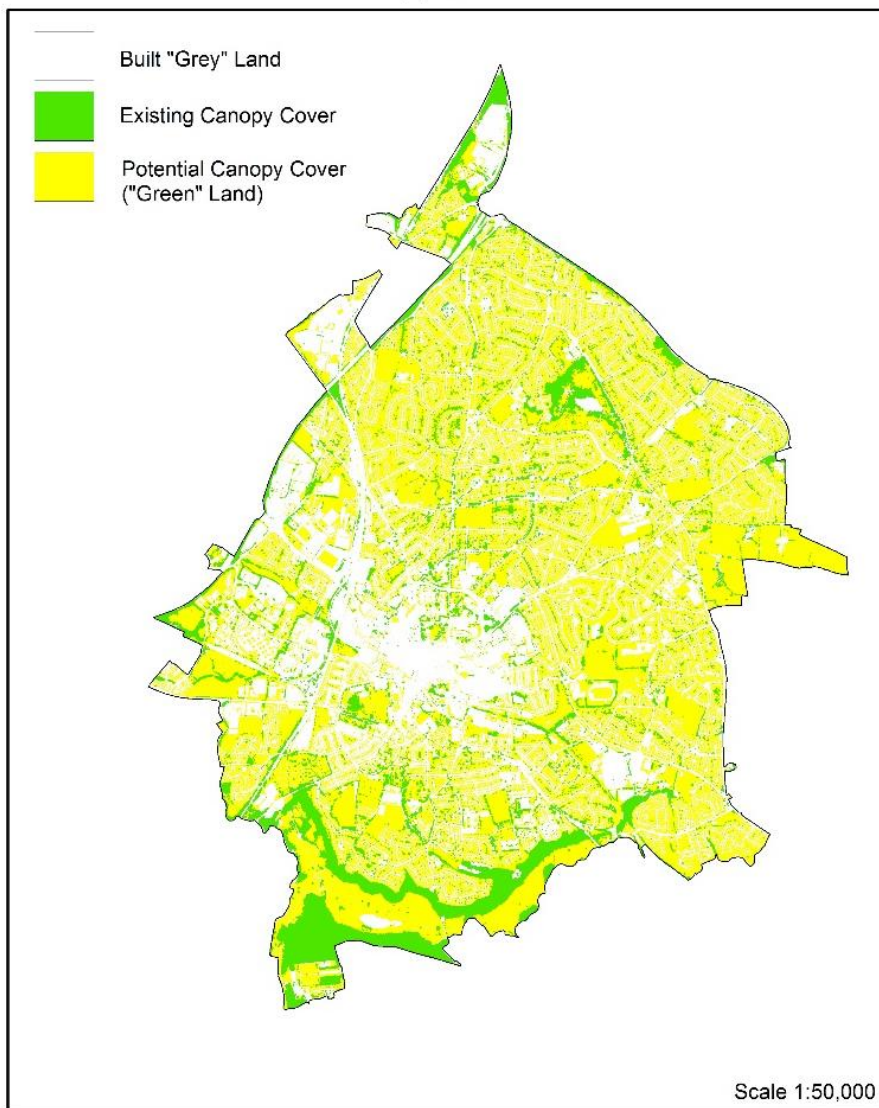 Built "Grey" Land
Existing Canopy Cover
Potential Canopy Cover
("Green" Land)
Scale 1:50,000